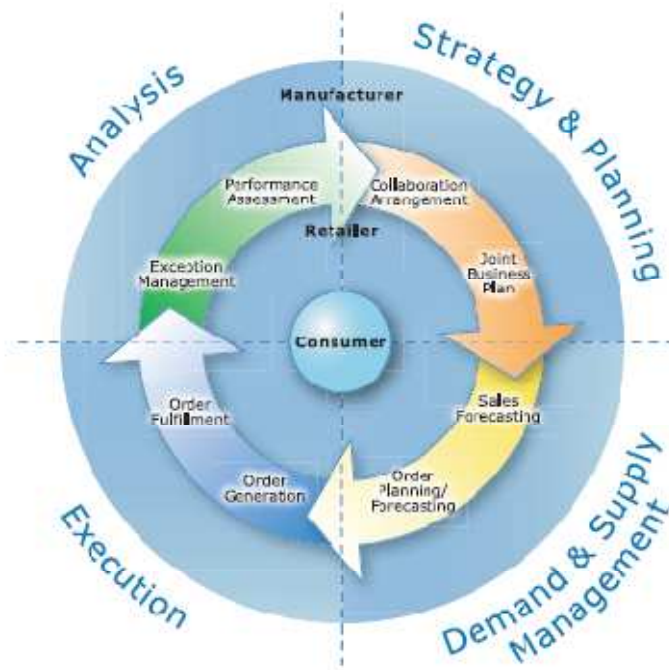 Analysis
Strategy & Planning
Manufacturer
Performance
Assessment
Collaboration
Arrangement
Retailer
Exception
Management
Joint
Business
Plan
Consumer
Order
Fulfillment
Sales
Forecasting
Order
Generation
Order
Planning/
Forecasting
Execution
Demand & Supply
Management